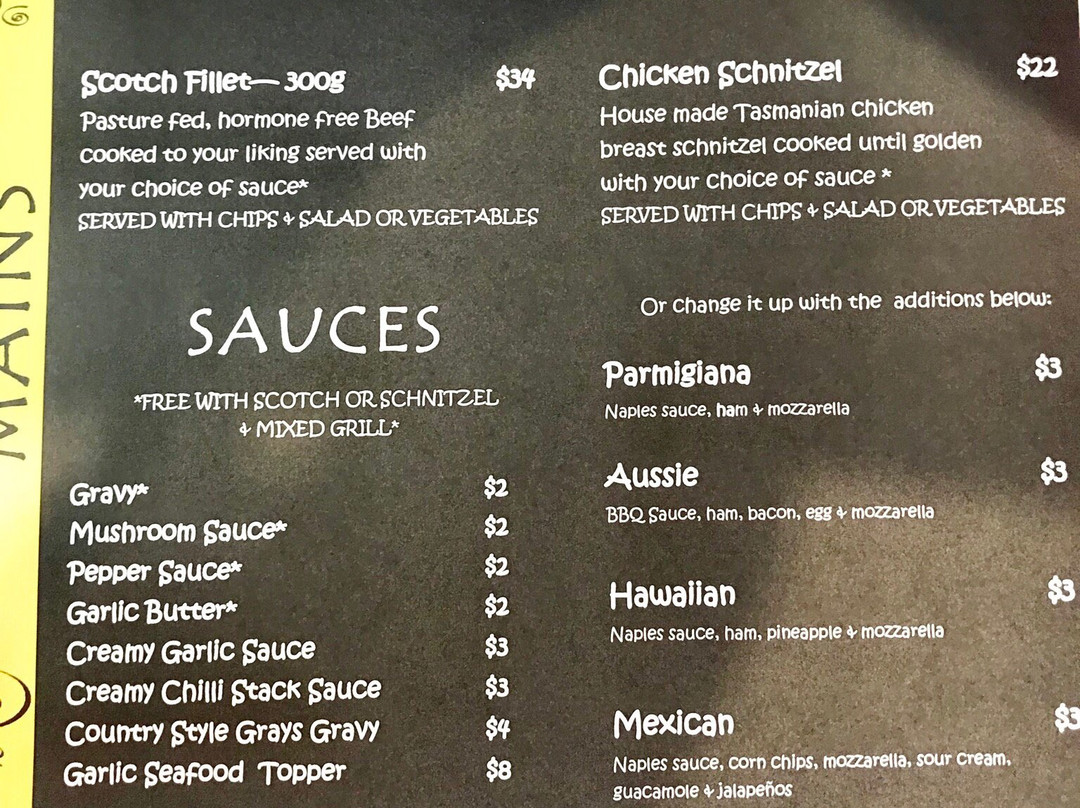 MAINS
Scotch Fillet— 300g $34
Pasture fed, hormone free Beef
cooked to your liking served with
your choice of sauce*
SERVED WITH CHIPS & SALAD OR VEGETABLES
SAUCES
*FREE WITH SCOTCH OR SCHNITZEL
& MIXED GRILL*
Gravy* $2
Mushroom Sauce* $2
Pepper Sauce* $2
Garlic Butter* $2
Creamy Garlic Sauce $3
Creamy Chilli Stack Sauce $3
Country Style Grays Gravy $4
Garlic Seafood Topper $8
Chicken Schnitzel $22
House made Tasmanian chicken
breast schnitzel cooked until golden
with your choice of sauce *
SERVED WITH CHIPS & SALAD OR VEGETABLES
Or change it up with the additions below:
Parmigiana $3
Naples sauce, ham & mozzarella
Aussie $3
BBQ Sauce, ham, bacon, egg & mozzarella
Hawaiian $3
Naples sauce, ham, pineapple & mozzarella
Mexican $3
Naples sauce, corn chips, mozzarella, sour cream,
guacamole & jalapeños